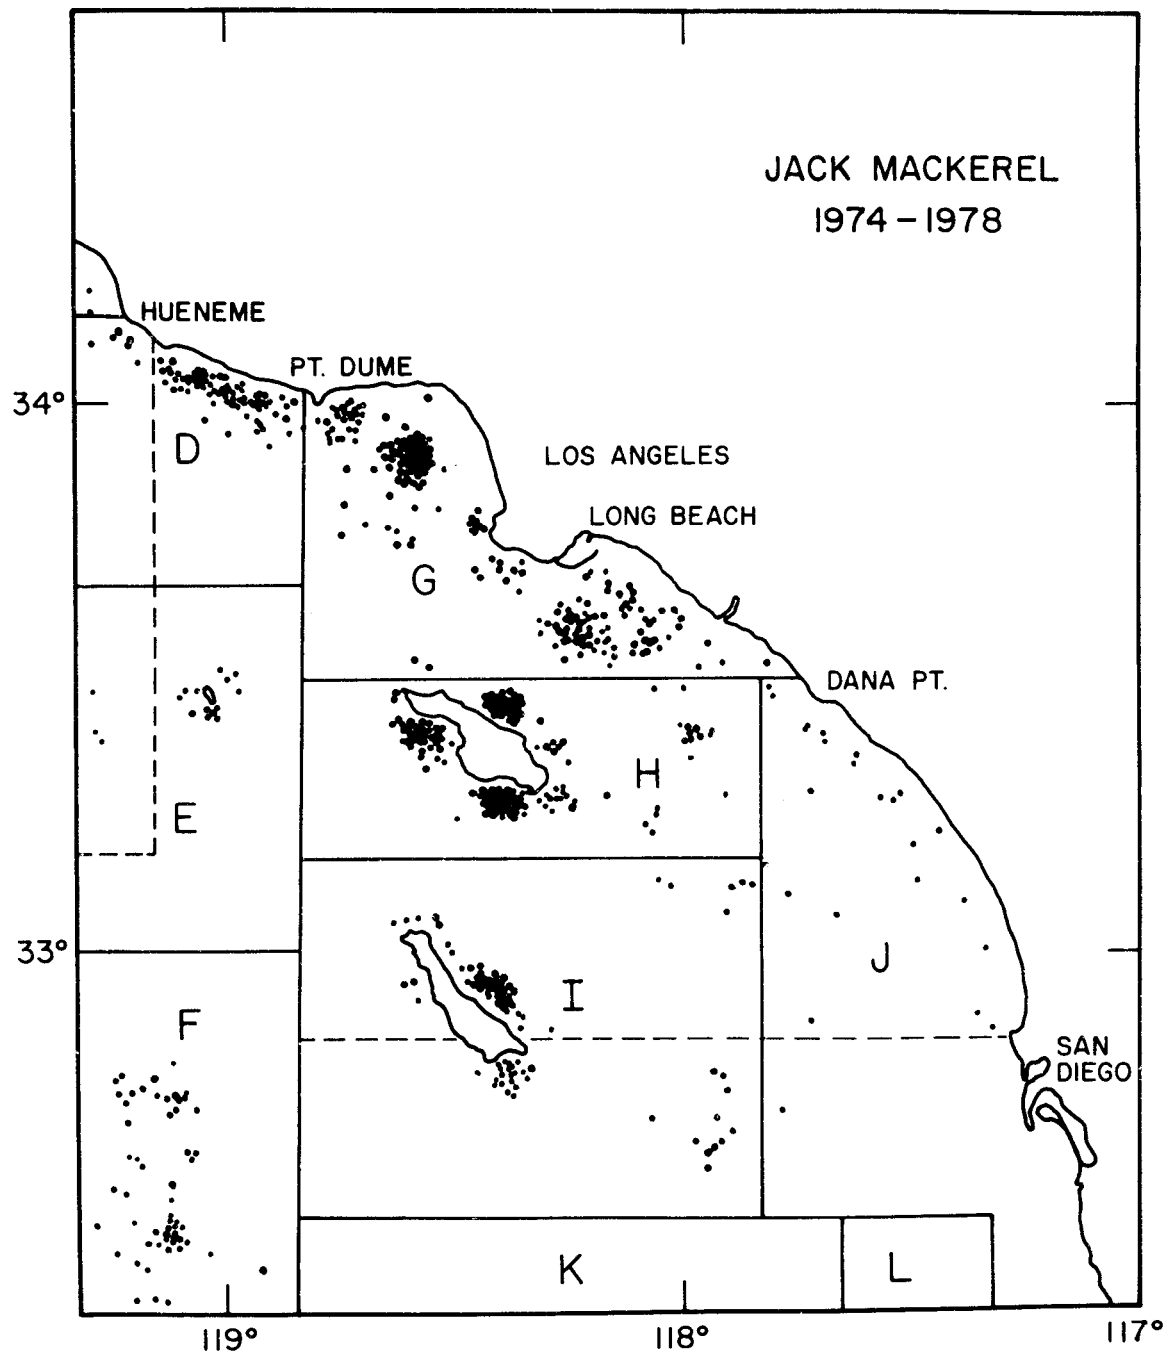 JACK MACKEREL
1974-1978
HUENEME
PT. DUME
34°
LOS ANGELES
D
LONG BEACH
G
DANA PT.
H
E
33°
J
I
F
SAN
DIEGO
K
L
119°
118°
117°